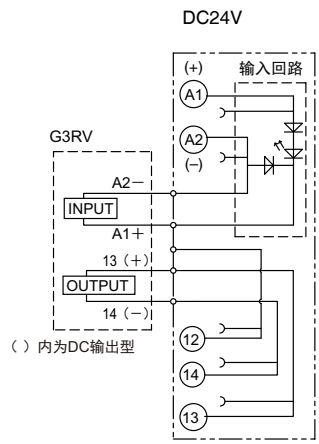 DC24V
(+)
输入回路
A1
A2
(−)
G3RV
A2−
INPUT
A1+
13（+）
OUTPUT
14（−）
（ ）内为DC输出型
12
14
13